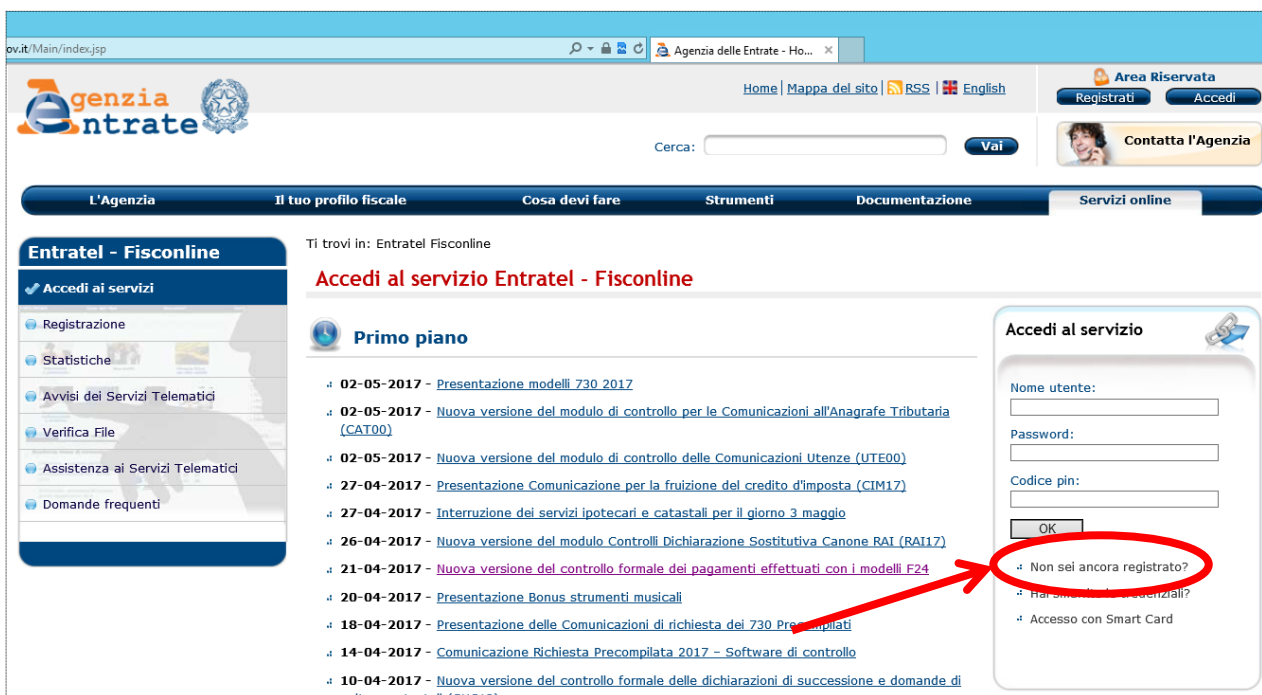 ov.it/Main/index.jsp
Agenzia delle Entrate - Ho...
Agenzia
Entrate
Home | Mappa del sito | RSS | English
Area Riservata
Registrati Accedi
Cerca: Vai
Contatta l'Agenzia
L'Agenzia Il tuo profilo fiscale Cosa devi fare Strumenti Documentazione Servizi online
Entratel - Fisconline
Accedi ai servizi
Registrazione
Statistiche
Avvisi dei Servizi Telematici
Verifica File
Assistenza ai Servizi Telematici
Domande frequenti
Ti trovi in: Entratel Fisconline
Accedi al servizio Entratel - Fisconline
Primo piano
02-05-2017 - Presentazione modelli 730 2017
02-05-2017 - Nuova versione del modulo di controllo per le Comunicazioni all'Anagrafe Tributaria
(CAT00)
02-05-2017 - Nuova versione del modulo di controllo delle Comunicazioni Utenze (UTE00)
27-04-2017 - Presentazione Comunicazione per la fruizione del credito d'imposta (CIM17)
27-04-2017 - Interruzione dei servizi ipotecari e catastali per il giorno 3 maggio
26-04-2017 - Nuova versione del modulo Controlli Dichiarazione Sostitutiva Canone RAI (RAI17)
21-04-2017 - Nuova versione del controllo formale dei pagamenti effettuati con i modelli F24
20-04-2017 - Presentazione Bonus strumenti musicali
18-04-2017 - Presentazione delle Comunicazioni di richiesta dei 730 Precompilati
14-04-2017 - Comunicazione Richiesta Precompilata 2017 – Software di controllo
10-04-2017 - Nuova versione del controllo formale delle dichiarazioni di successione e domande di
Accedi al servizio
Nome utente:
Password:
Codice pin:
OK
Non sei ancora registrato?
Hai credenziali?
Accesso con Smart Card